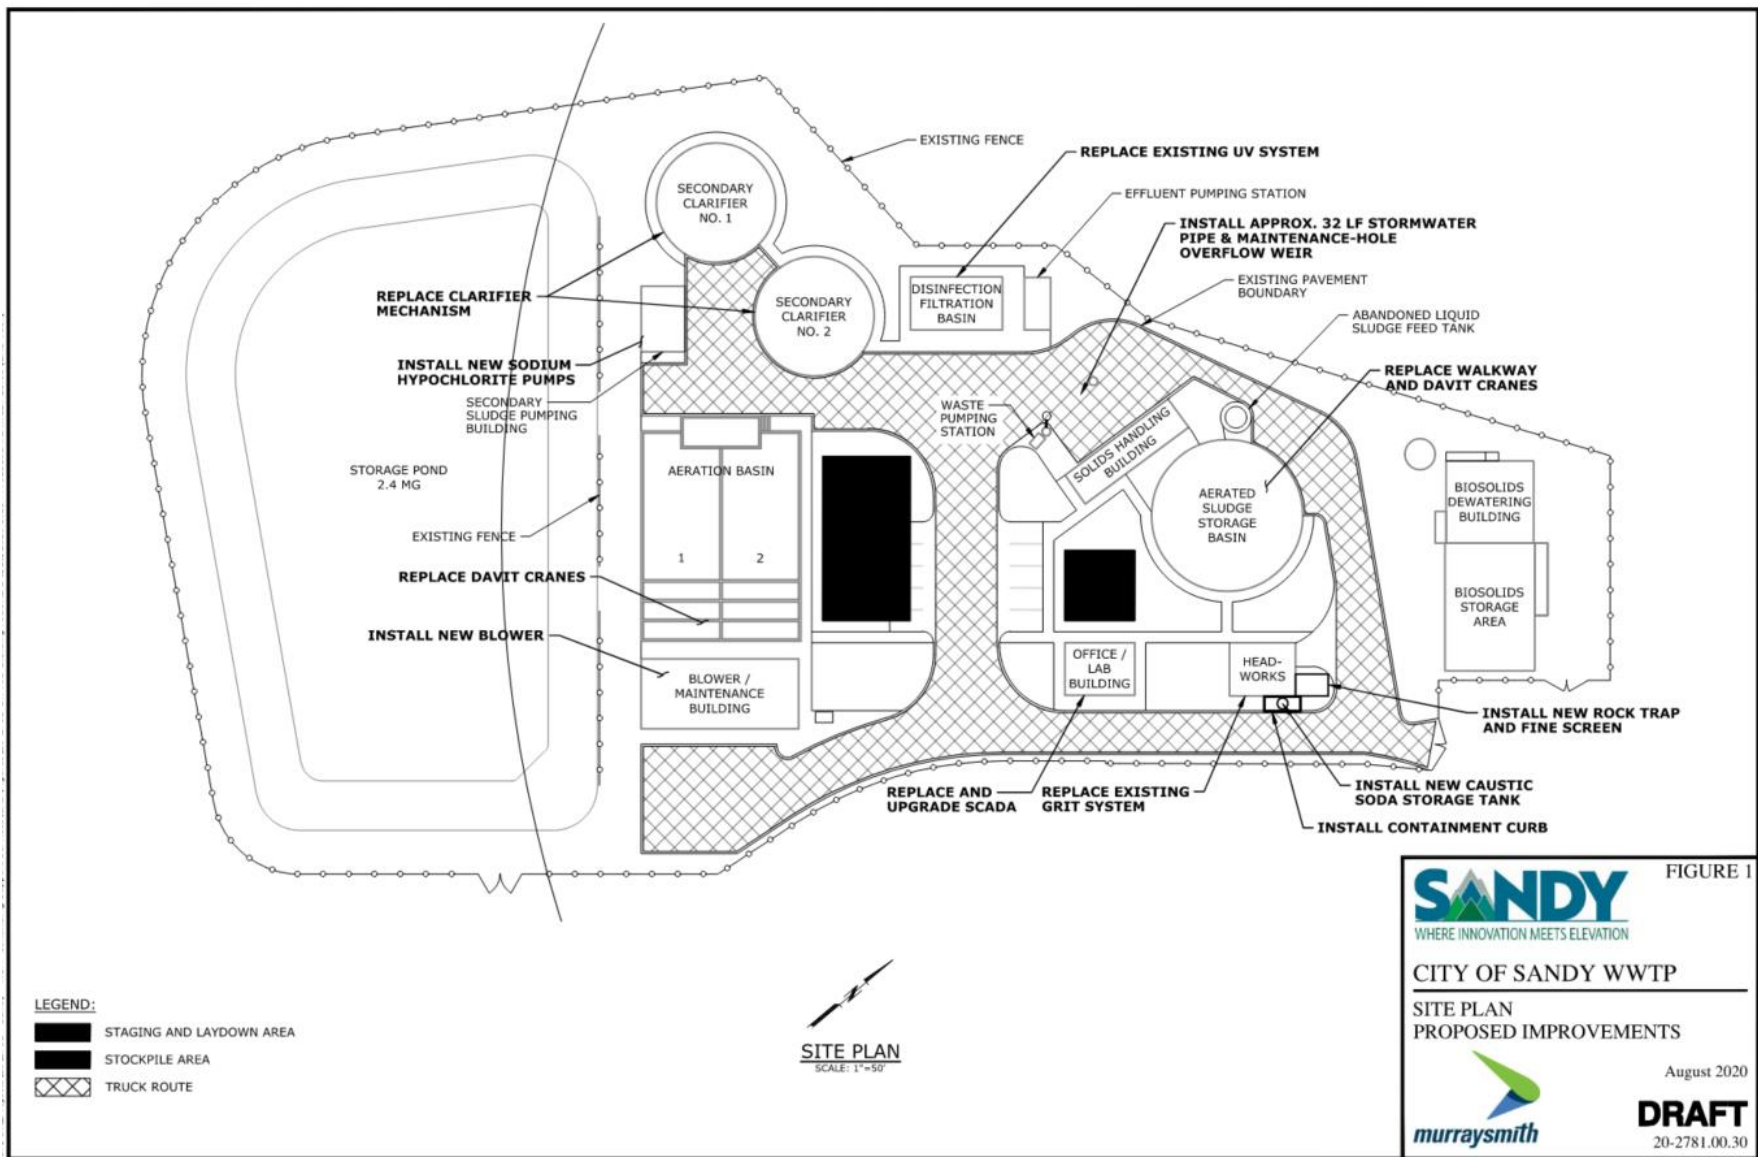 EXISTING FENCE
REPLACE EXISTING UV SYSTEM
EFFLUENT PUMPING STATION
INSTALL APPROX. 32 LF STORMWATER
PIPE & MAINTENANCE-HOLE
OVERFLOW WEIR
EXISTING PAVEMENT
BOUNDARY
ABANDONED LIQUID
SLUDGE FEED TANK
REPLACE WALKWAY
AND DAVIT CRANES
SECONDARY
CLARIFIER
NO. 1
SECONDARY
CLARIFIER
NO. 2
DISINFECTION
FILTRATION
BASIN
REPLACE CLARIFIER
MECHANISM
INSTALL NEW SODIUM
HYPOCHLORITE PUMPS
SECONDARY
SLUDGE PUMPING
BUILDING
WASTE
PUMPING
STATION
SOLIDS HANDLING
BUILDING
STORAGE POND
2.4 MG
AERATION BASIN
1
2
AERATED
SLUDGE
STORAGE
BASIN
BIOSOLIDS
DEWATERING
BUILDING
BIOSOLIDS
STORAGE
AREA
EXISTING FENCE
REPLACE DAVIT CRANES
INSTALL NEW BLOWER
BLOWER /
MAINTENANCE
BUILDING
OFFICE /
LAB
BUILDING
HEAD-
WORKS
INSTALL NEW ROCK TRAP
AND FINE SCREEN
REPLACE AND
UPGRADE SCADA
REPLACE EXISTING
GRIT SYSTEM
INSTALL NEW CAUSTIC
SODA STORAGE TANK
INSTALL CONTAINMENT CURB
LEGEND:
STAGING AND LAYDOWN AREA
STOCKPILE AREA
TRUCK ROUTE
N
SITE PLAN
SCALE: 1"=50'
FIGURE 1
SANDY
WHERE INNOVATION MEETS ELEVATION
CITY OF SANDY WWTP
SITE PLAN
PROPOSED IMPROVEMENTS
August 2020
murraysmith
DRAFT
20-2781.00.30